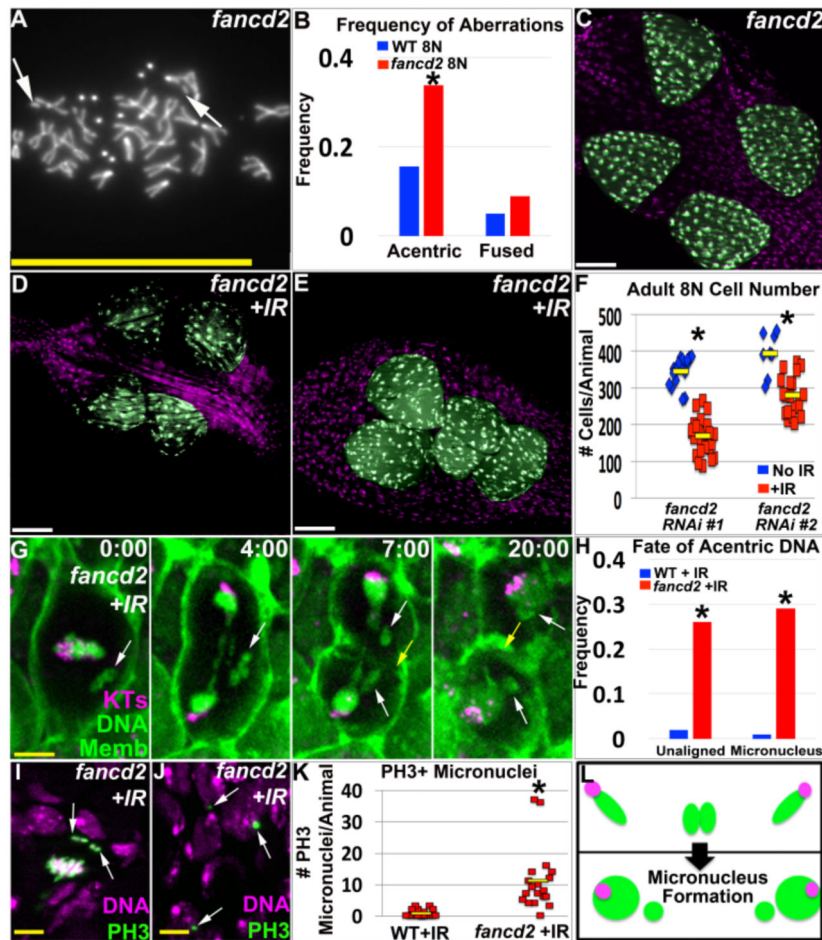 A
fancd2
B
Frequency of Aberrations
WT 8N
fancd2 8N
*
0.4
0.2
0
Frequency
Acentric
Fused
C
fancd2
D
fancd2
+IR
E
fancd2
+IR
F
Adult 8N Cell Number
500
400
300
200
100
00
# Cells/Animal
*
*
No IR
+IR
fancd2
RNAi #1
fancd2
RNAi #2
G
0:00
fancd2
+IR
KTs
DNA
Memb
4:00
7:00
20:00
H
Fate of Acentric DNA
WT + IR
fancd2 +IR
*
*
0.4
0.3
0.2
0.1
0
Frequency
Unaligned
Micronucleus
I
fancd2
+IR
DNA
PH3
J
fancd2
+IR
DNA
PH3
K
PH3+ Micronuclei
*
40
30
20
10
0
# PH3
Micronuclei/Animal
WT+IR
fancd2 +IR
L
Micronucleus
Formation